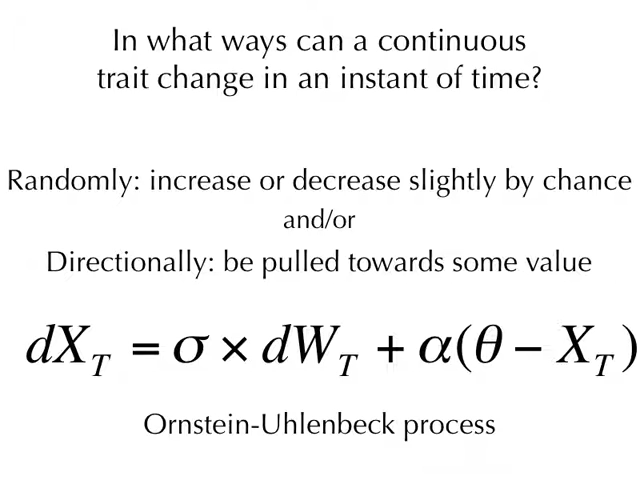 In what ways can a continuous
trait change in an instant of time?
Randomly: increase or decrease slightly by chance
and/or
Directionally: be pulled towards some value
dX_T = σ × dW_T + α(θ − X_T)
Ornstein-Uhlenbeck process